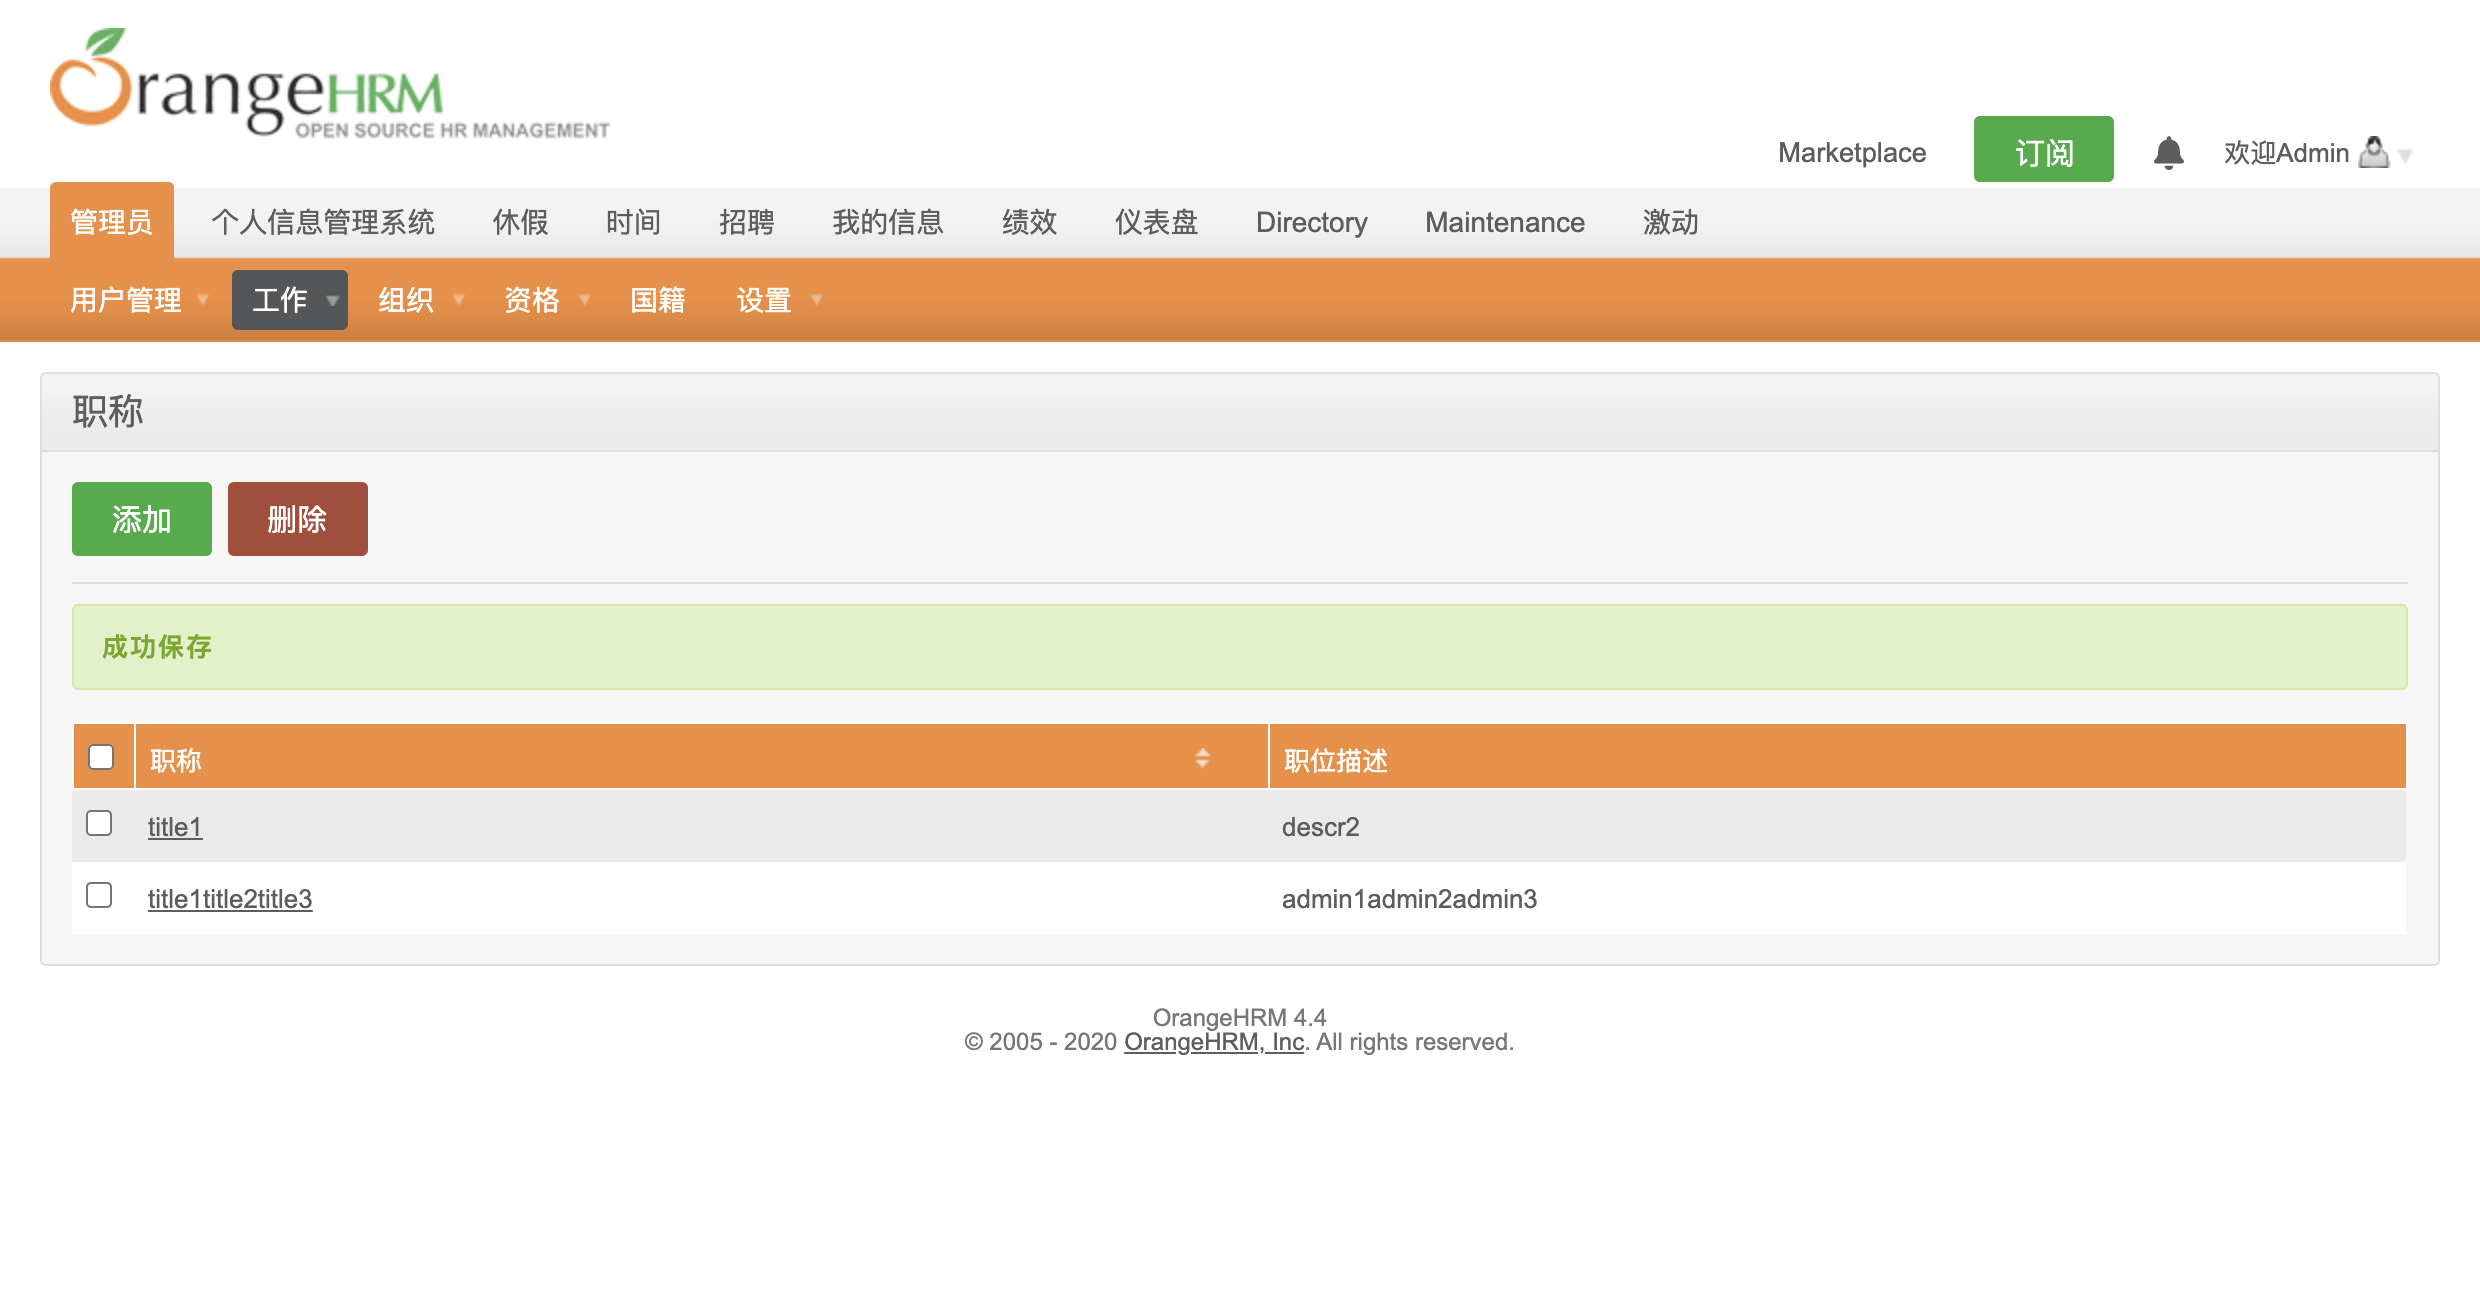 OrangeHRM
OPEN SOURCE HR MANAGEMENT
Marketplace 订阅 欢迎Admin
管理员 个人信息管理系统 休假 时间 招聘 我的信息 绩效 仪表盘 Directory Maintenance 激动
用户管理 工作 组织 资格 国籍 设置
职称
添加 删除
成功保存
职称 职位描述
title1 descr2
title1title2title3 admin1admin2admin3
OrangeHRM 4.4
© 2005 - 2020 OrangeHRM, Inc. All rights reserved.